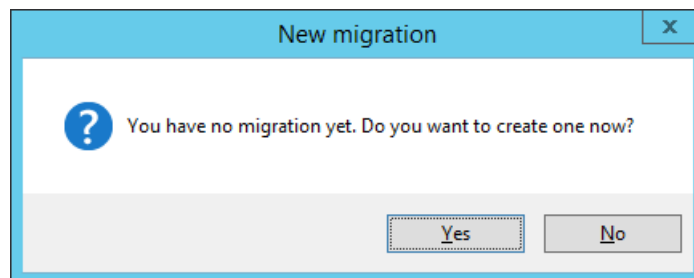 New migration
x
?
You have no migration yet. Do you want to create one now?
Yes
No